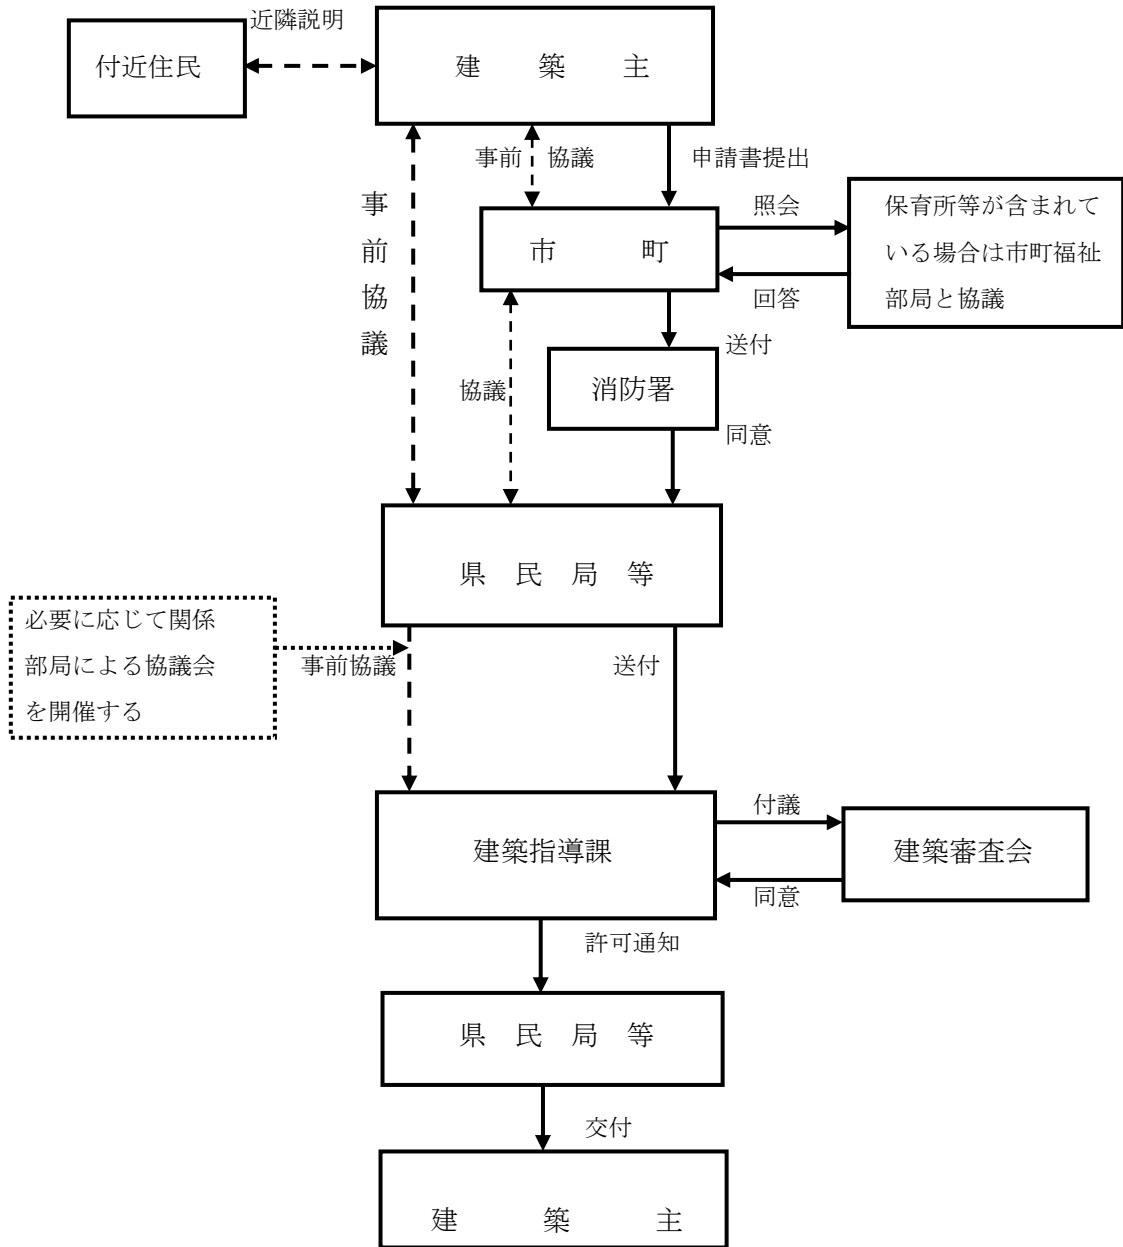 近隣説明
付近住民
建　築　主
事前
協議
申請書提出
事前協議
市　町
照会
回答
保育所等が含まれて
いる場合は市町福祉
部局と協議
送付
協議
消防署
同意
県　民　局　等
必要に応じて関係
部局による協議会
を開催する
事前協議
送付
建築指導課
付議
同意
建築審査会
許可通知
県　民　局　等
交付
建　築　主